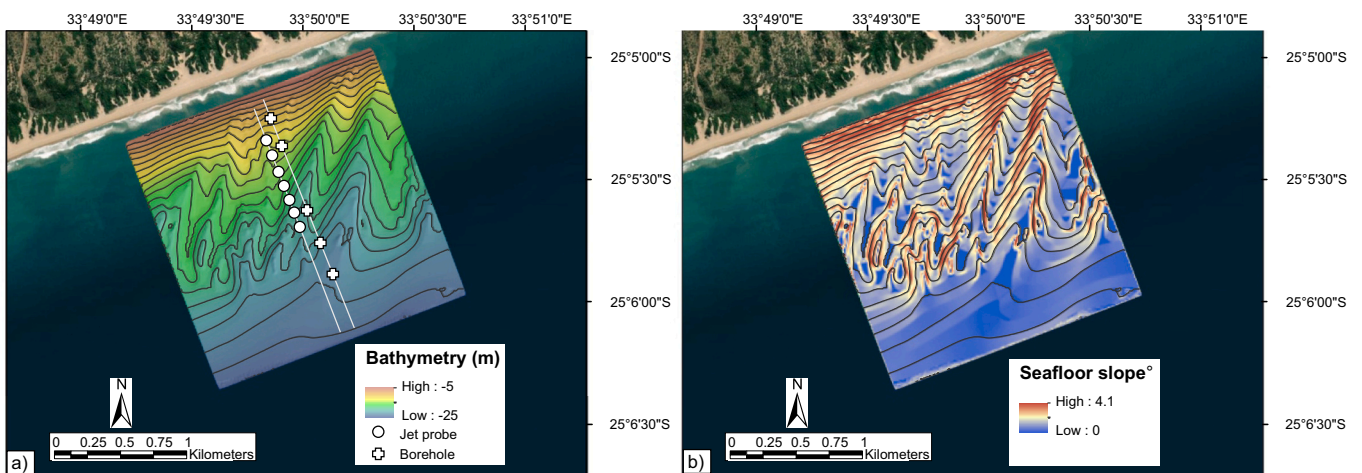 33°49'0"E 33°49'30"E 33°50'0"E 33°50'30"E 33°51'0"E
33°49'0"E 33°49'30"E 33°50'0"E 33°50'30"E 33°51'0"E
25°5'00"S
25°5'30"S
25°6'00"S
25°6'30"S
Bathymetry (m)
High : -5
Low : -25
Jet probe
Borehole
N
0 0.25 0.5 0.75 1
Kilometers
a)
25°5'00"S
25°5'30"S
25°6'00"S
25°6'30"S
Seafloor slope°
High : 4.1
Low : 0
N
0 0.25 0.5 0.75 1
Kilometers
b)